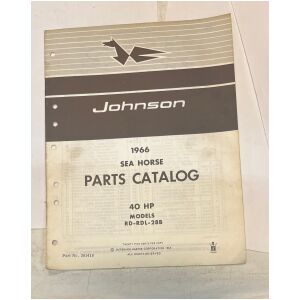 Johnson
1966
SEA HORSE
PARTS CATALOG
40 HP
MODELS
RD-RDL-28B